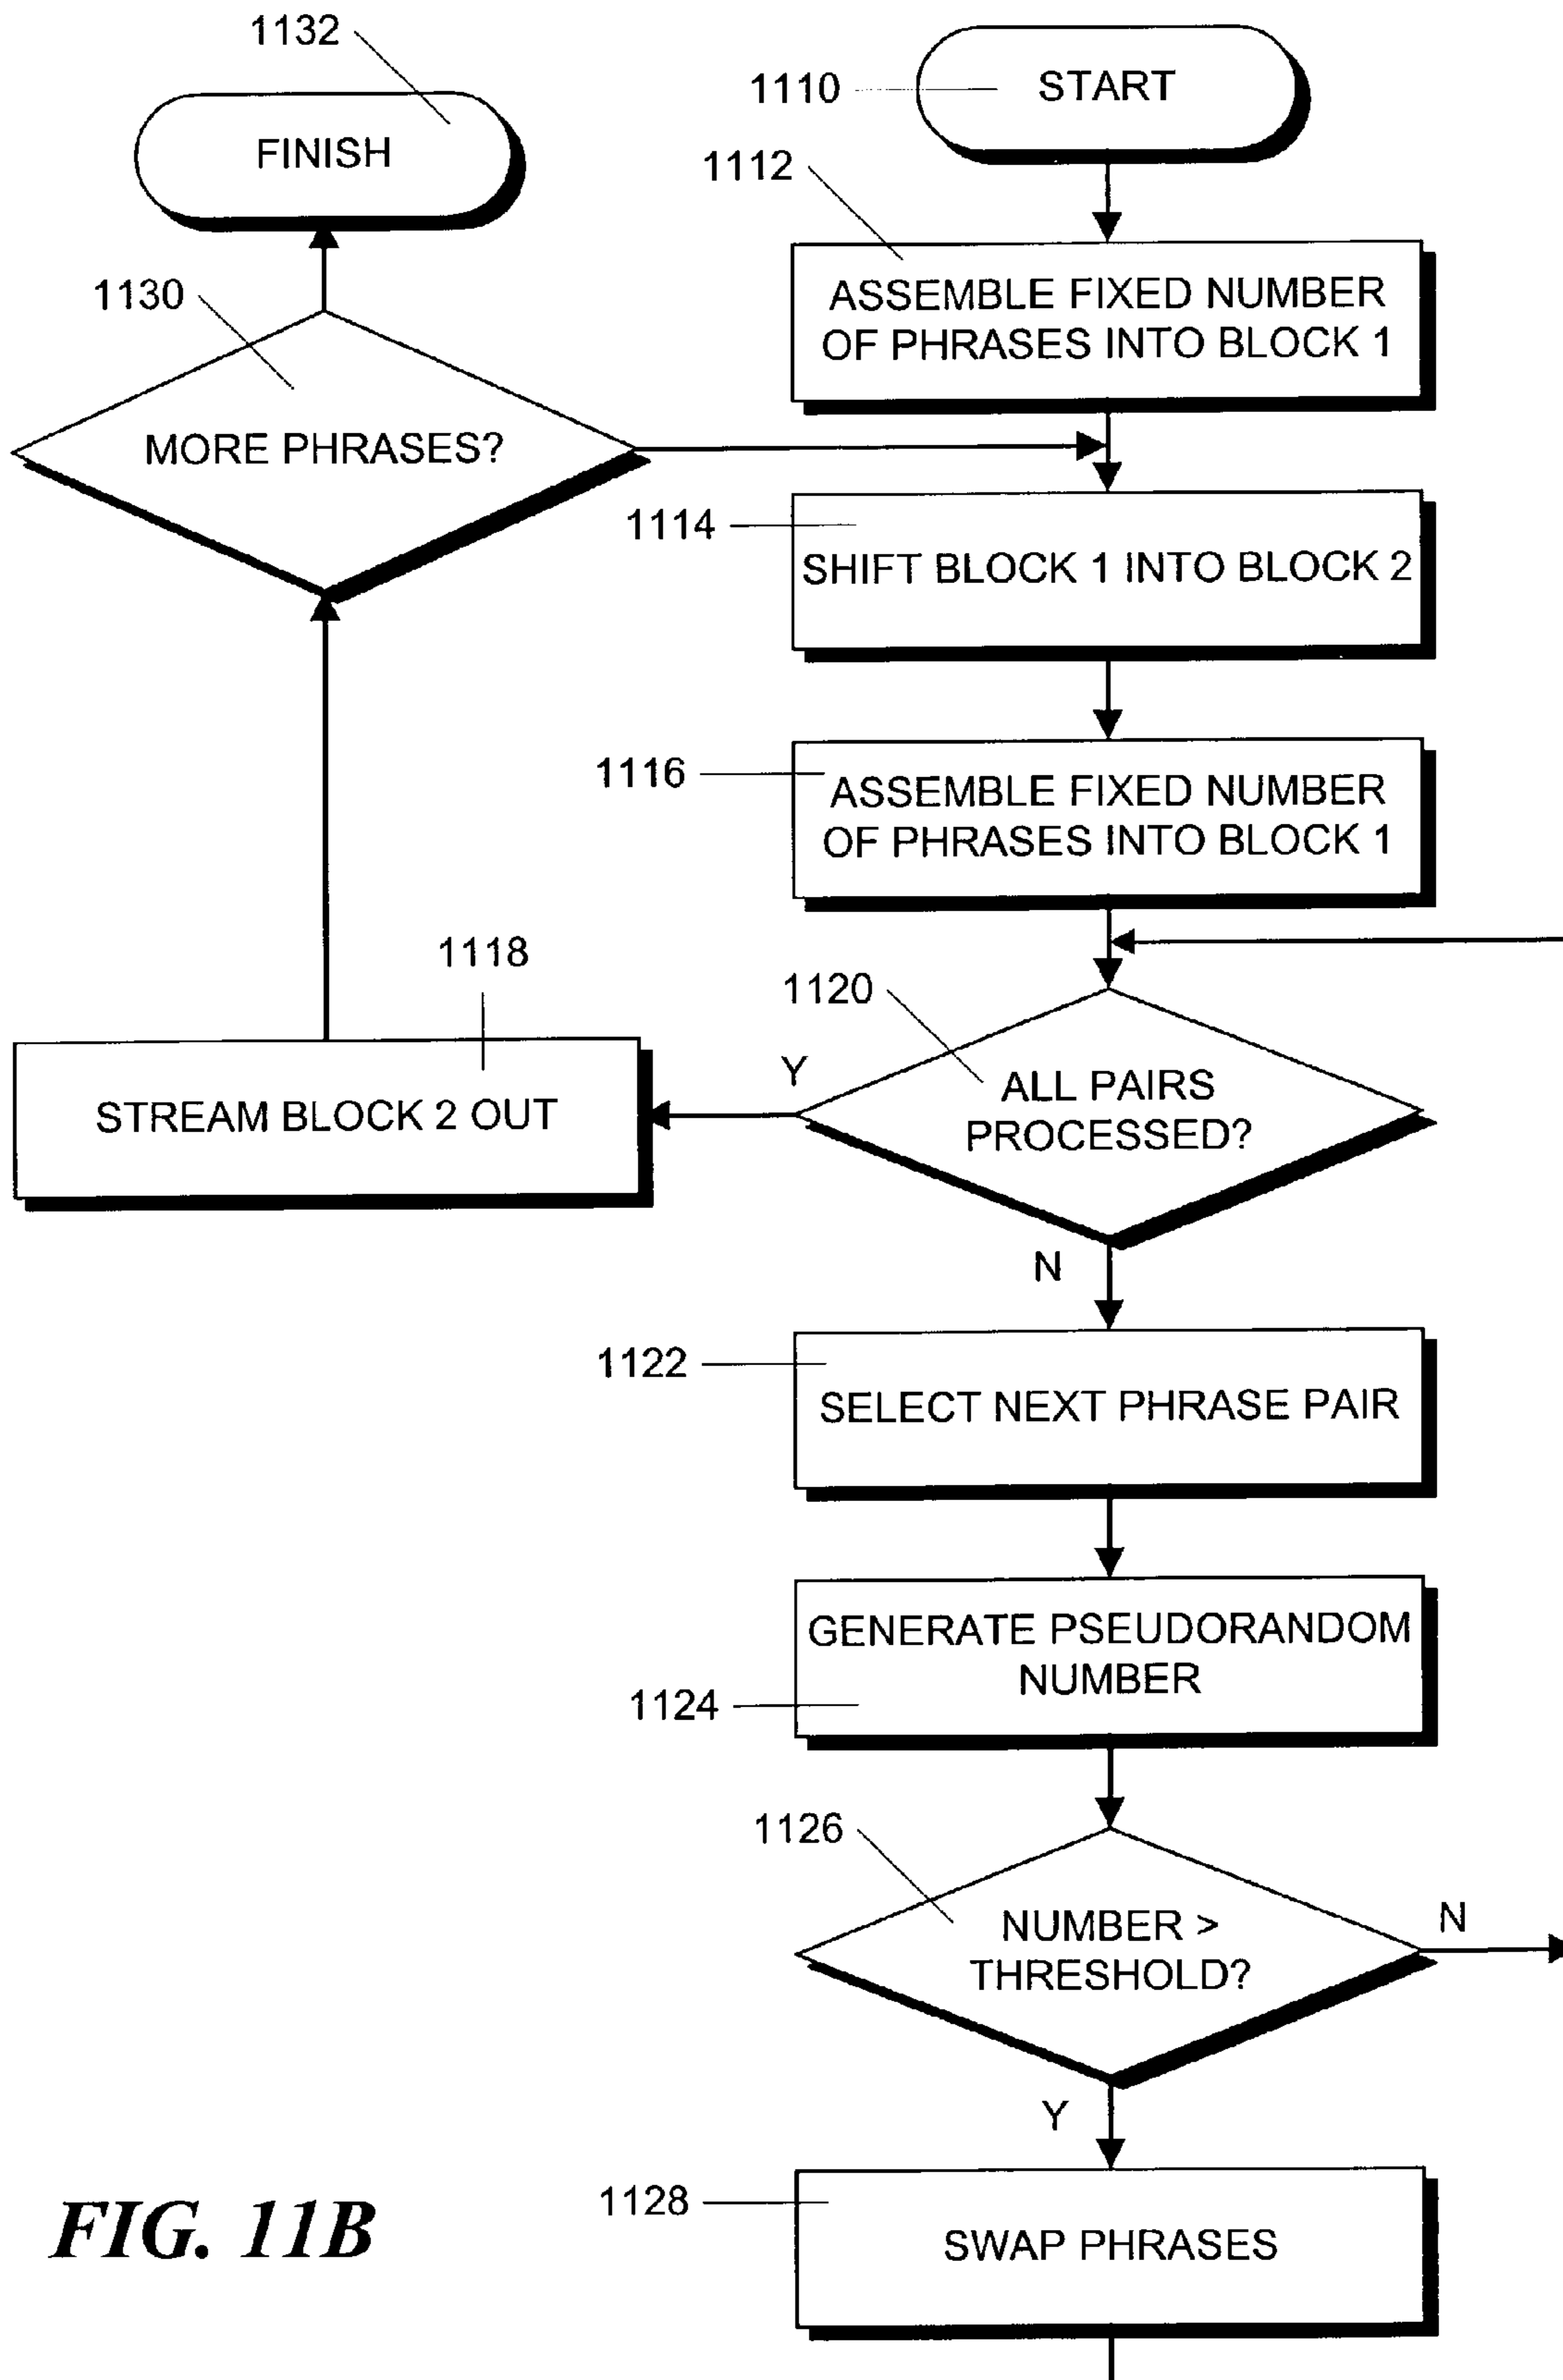 1132
FINISH
1110
START
1112
ASSEMBLE FIXED NUMBER
OF PHRASES INTO BLOCK 1
1130
MORE PHRASES?
1114
SHIFT BLOCK 1 INTO BLOCK 2
1116
ASSEMBLE FIXED NUMBER
OF PHRASES INTO BLOCK 1
1118
STREAM BLOCK 2 OUT
1120
Y
ALL PAIRS
PROCESSED?
N
1122
SELECT NEXT PHRASE PAIR
GENERATE PSEUDORANDOM
NUMBER
1124
1126
NUMBER >
THRESHOLD?
N
Y
1128
SWAP PHRASES
FIG. 11B